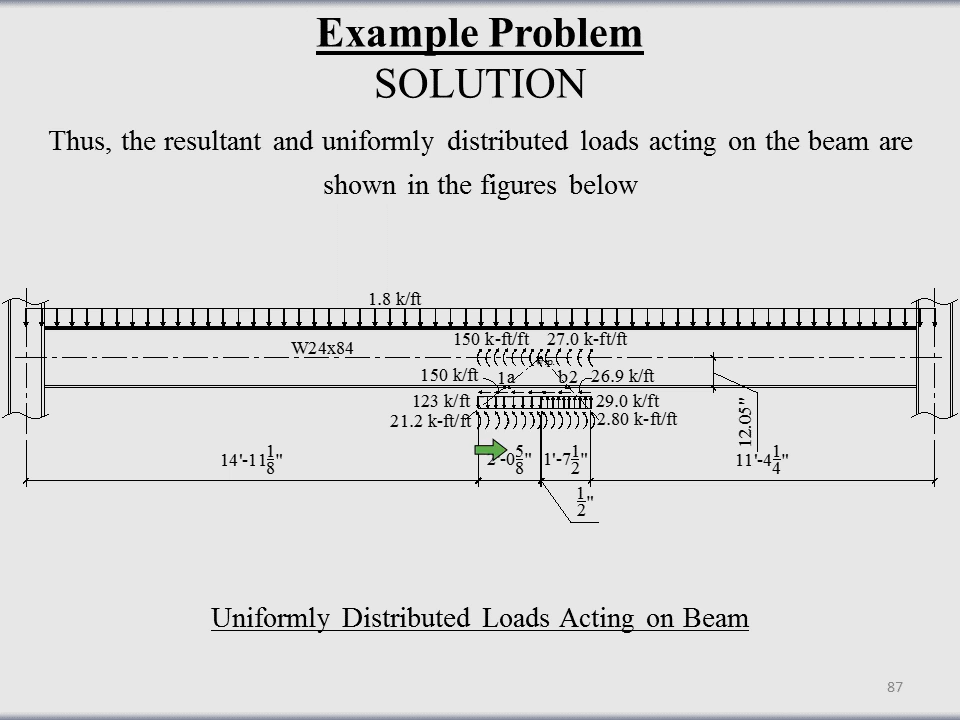 Example Problem
SOLUTION
Thus, the resultant and uniformly distributed loads acting on the beam are
shown in the figures below
1.8 k/ft
W24x84
150 k-ft/ft 27.0 k-ft/ft
150 k/ft 1a b2 26.9 k/ft
123 k/ft 29.0 k/ft
21.2 k-ft/ft 2.80 k-ft/ft
12.05"
14'-11 1/8" 2'-0 5/8" 1'-7 1/2" 11'-4 1/4"
1/2"
Uniformly Distributed Loads Acting on Beam
87